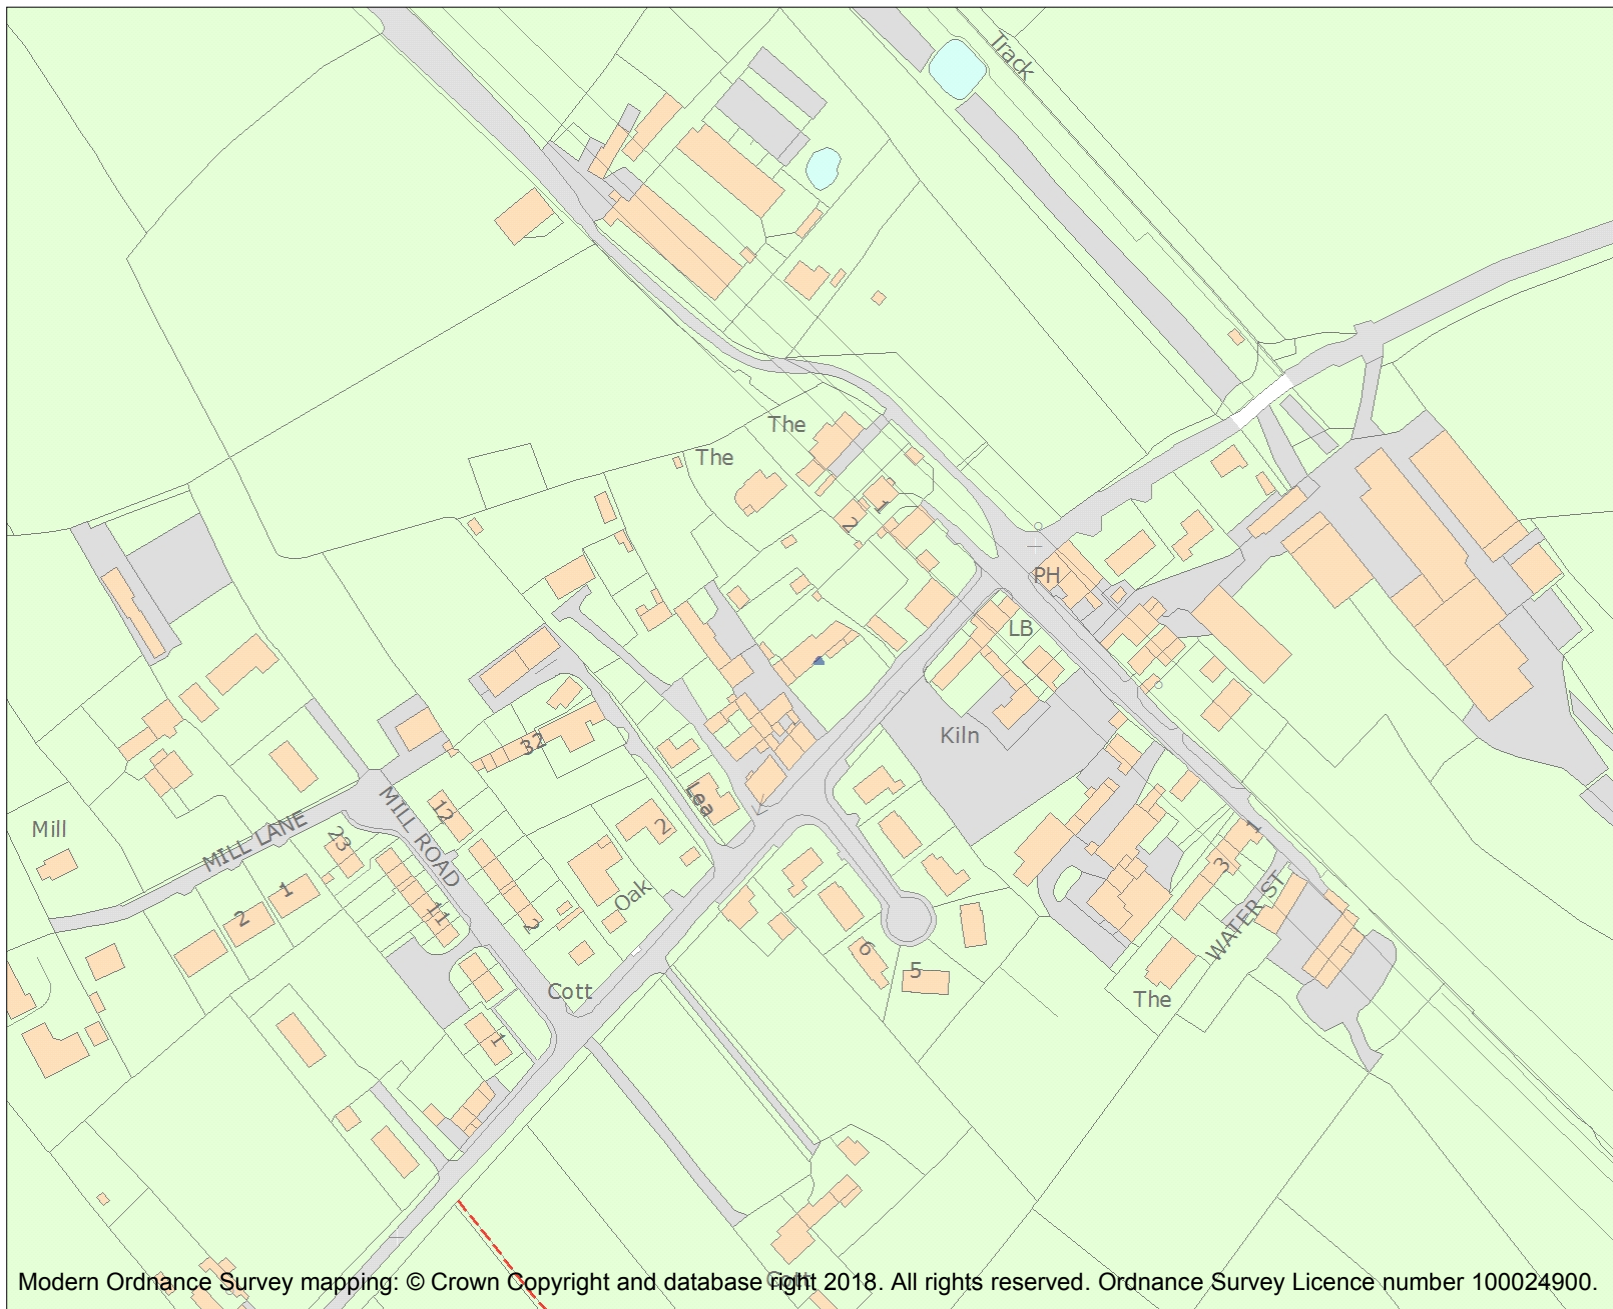 Track
The
The
1
2
PH
LB
Kiln
32
Lea
12
MILL ROAD
Mill
MILL LANE
23
2
1
3
1
2
11
Oak
2
WATER ST
6
5
Cott
The
1
Cott
Modern Ordnance Survey mapping: © Crown Copyright and database right 2018. All rights reserved. Ordnance Survey Licence number 100024900.